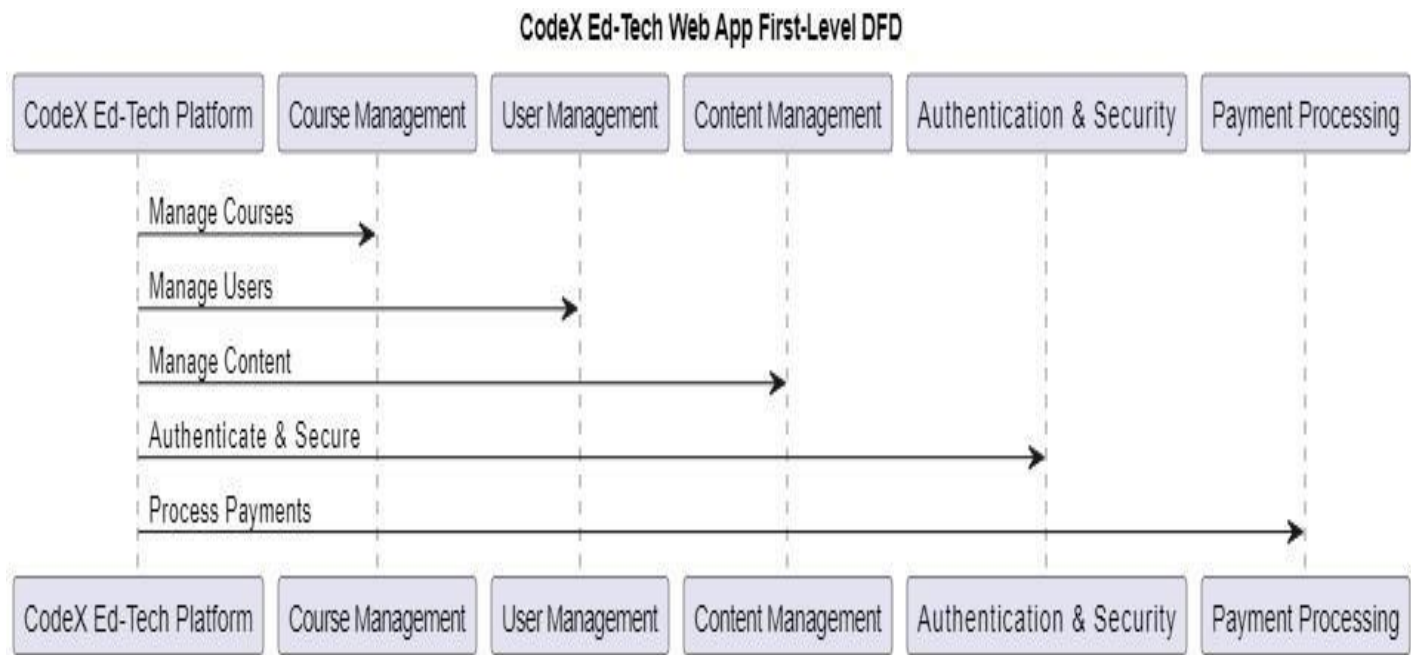 CodeX Ed-Tech Web App First-Level DFD
CodeX Ed-Tech Platform
Course Management
User Management
Content Management
Authentication & Security
Payment Processing
Manage Courses
Manage Users
Manage Content
Authenticate & Secure
Process Payments
CodeX Ed-Tech Platform
Course Management
User Management
Content Management
Authentication & Security
Payment Processing